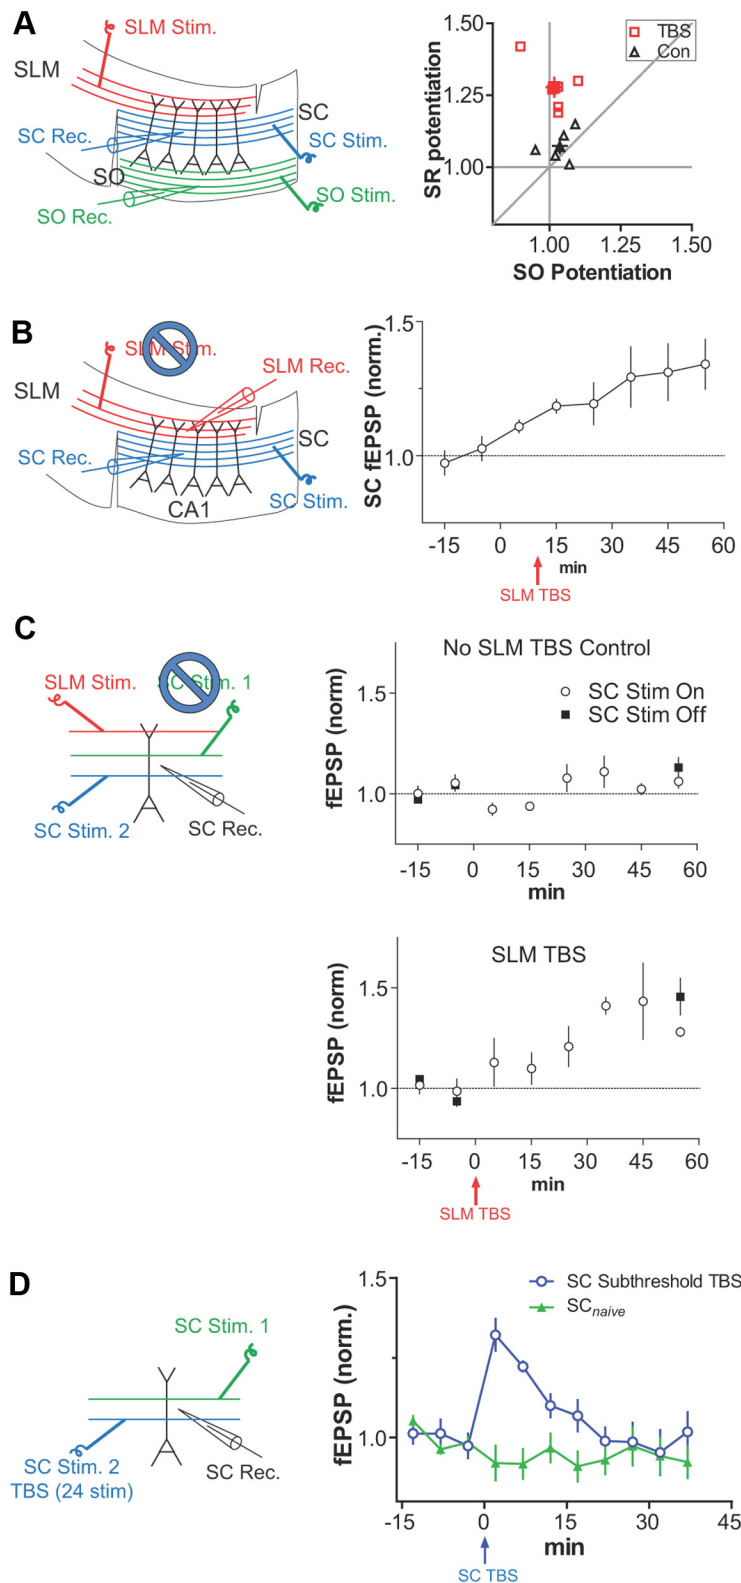 A
SLM Stim.
SLM
SC
SC Rec.
SC Stim.
SO
SO Stim.
SO Rec.
SR potentiation
1.50
1.25
1.00
TBS
Con
1.00
1.25
1.50
SO Potentiation
B
SLM Stim.
SLM Rec.
SLM
SC
SC Rec.
SC Stim.
CA1
SC fEPSP (norm.)
1.5
1.0
-15
0
15
30
45
60
min
SLM TBS
C
SLM Stim.
SC Stim. 1
SC Stim. 2
SC Rec.
No SLM TBS Control
SC Stim On
SC Stim Off
fEPSP (norm)
1.5
1.0
-15
0
15
30
45
60
min
SLM TBS
fEPSP (norm)
1.5
1.0
-15
0
15
30
45
60
min
SLM TBS
D
SC Stim. 1
SC Stim. 2
TBS (24 stim)
SC Rec.
SC Subthreshold TBS
SCnaive
fEPSP (norm.)
1.5
1.0
-15
0
15
30
45
min
SC TBS